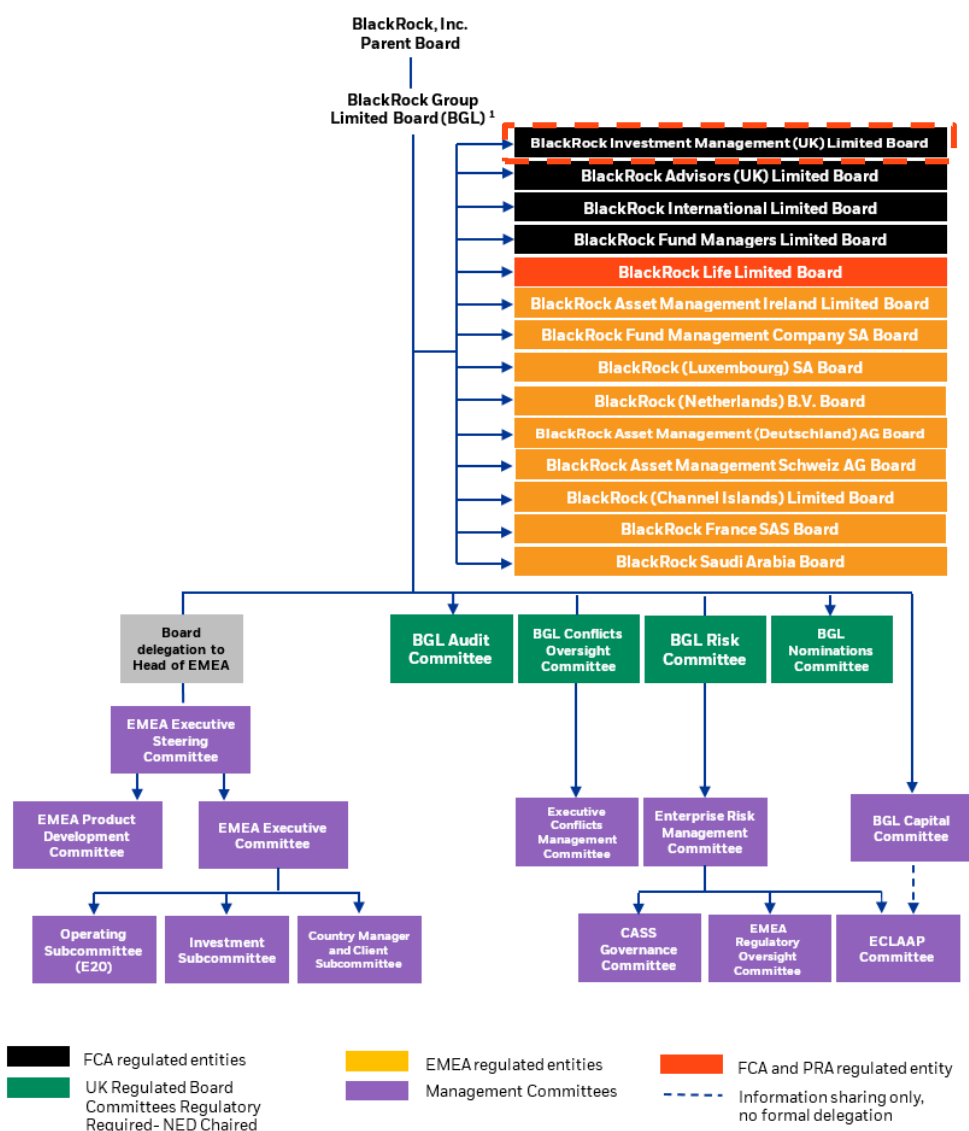 BlackRock, Inc.
Parent Board
BlackRock Group
Limited Board (BGL) 1
BlackRock Investment Management (UK) Limited Board
BlackRock Advisors (UK) Limited Board
BlackRock International Limited Board
BlackRock Fund Managers Limited Board
BlackRock Life Limited Board
BlackRock Asset Management Ireland Limited Board
BlackRock Fund Management Company SA Board
BlackRock (Luxembourg) SA Board
BlackRock (Netherlands) B.V. Board
BlackRock Asset Management (Deutschland) AG Board
BlackRock Asset Management Schweiz AG Board
BlackRock (Channel Islands) Limited Board
BlackRock France SAS Board
BlackRock Saudi Arabia Board
Board
delegation to
Head of EMEA
BGL Audit
Committee
BGL Conflicts
Oversight
Committee
BGL Risk
Committee
BGL
Nominations
Committee
EMEA Executive
Steering
Committee
EMEA Product
Development
Committee
EMEA Executive
Committee
Executive
Conflicts
Management
Committee
Enterprise Risk
Management
Committee
BGL Capital
Committee
Operating
Subcommittee
(E20)
Investment
Subcommittee
Country Manager
and Client
Subcommittee
CASS
Governance
Committee
EMEA
Regulatory
Oversight
Committee
ECLAAP
Committee
FCA regulated entities
UK Regulated Board
Committees Regulatory
Required- NED Chaired
EMEA regulated entities
Management Committees
FCA and PRA regulated entity
Information sharing only,
no formal delegation